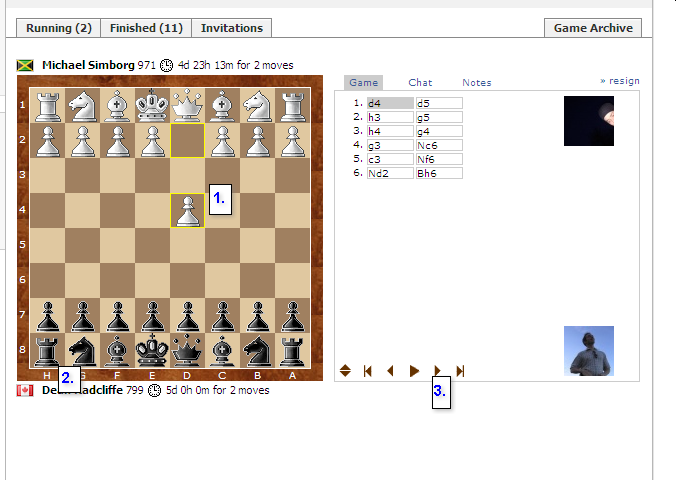 Running (2) Finished (11) Invitations Game Archive
Michael Simborg 971 4d 23h 13m for 2 moves
Game Chat Notes » resign
1. d4 d5
2. h3 g5
3. h4 g4
4. g3 Nc6
5. c3 Nf6
6. Nd2 Bh6
1
2
3
4
5
6
7
8
1.
2.
3.
H G F E D C B A
Radcliffe 799 5d 0h 0m for 2 moves